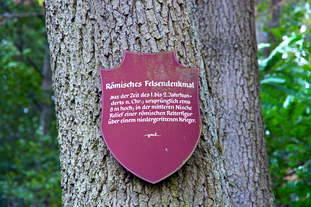 Römisches Felsendenkmal
aus der Zeit des 1. bis 2. Jahrhun-
derts n. Chr.; ursprünglich etwa
8 m hoch; in der mittleren Nische
Relief einer römischen Reiterfigur
über einem niedergerittenen Krieger.